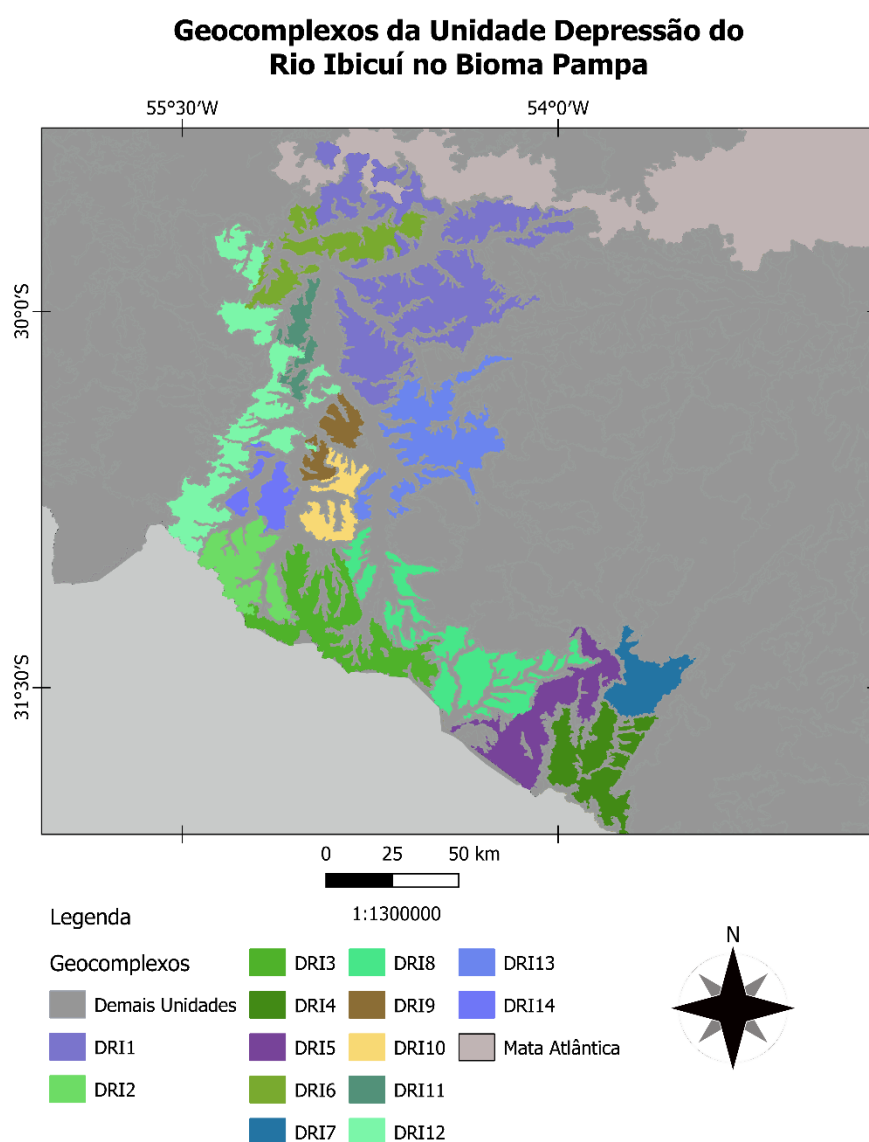 Geocomplexos da Unidade Depressão do
Rio Ibicuí no Bioma Pampa
55°30'W 54°0'W
30°0'S
31°30'S
0 25 50 km
1:1300000
Legenda
Geocomplexos
Demais Unidades
DRI1
DRI2
DRI3
DRI4
DRI5
DRI6
DRI7
DRI8
DRI9
DRI10
DRI11
DRI12
DRI13
DRI14
Mata Atlântica
N